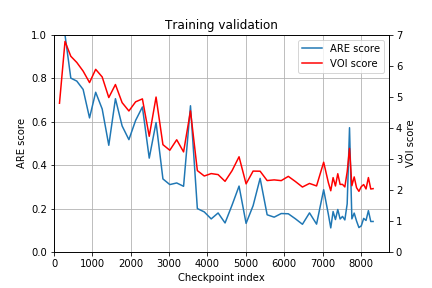 Training validation
ARE score
VOI score
1.0
0.8
0.6
0.4
0.2
0.0
ARE score
7
6
5
4
3
2
1
0
VOI score
0 1000 2000 3000 4000 5000 6000 7000 8000
Checkpoint index